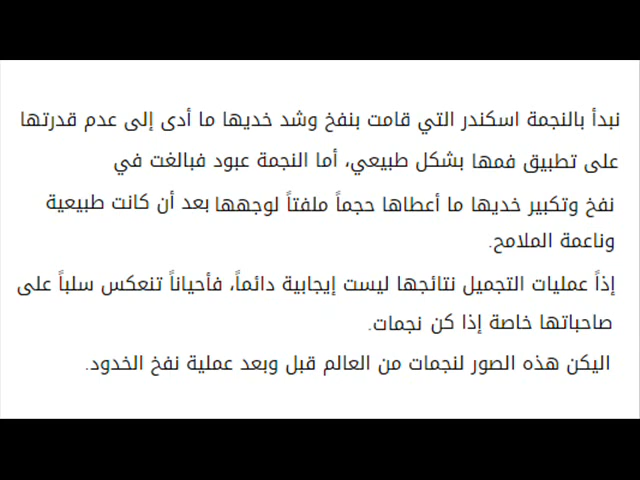 نبدأ بالنجمة اسكندر التي قامت بنفخ وشد خديها ما أدى إلى عدم قدرتها
على تطبيق فمها بشكل طبيعي، أما النجمة عبود فبالغت في
نفخ وتكبير خديها ما أعطاها حجماً ملفتاً لوجهها بعد أن كانت طبيعية
وناعمة الملامح.
إذاً عمليات التجميل نتائجها ليست إيجابية دائماً، فأحياناً تنعكس سلباً على
صاحباتها خاصة إذا كن نجمات.
اليكن هذه الصور لنجمات من العالم قبل وبعد عملية نفخ الخدود.